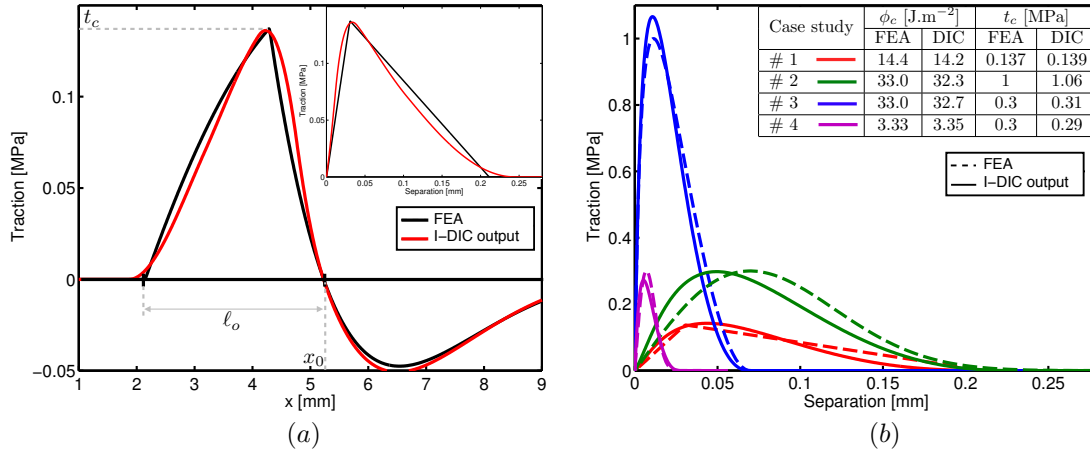 t_c
0.1
0.05
0
−0.05
Traction [MPa]
1
2
3
4
5
6
7
8
9
x [mm]
ℓ_o
x_0
FEA
I−DIC output
0.1
0.05
0
Traction [MPa]
0
0.05
0.1
0.15
0.2
0.25
Separation [mm]
(a)
1
0.8
0.6
0.4
0.2
0
Traction [MPa]
0
0.05
0.1
0.15
0.2
0.25
Separation [mm]
Case study ϕ_c [J.m⁻²] t_c [MPa]
FEA DIC FEA DIC
# 1 14.4 14.2 0.137 0.139
# 2 33.0 32.3 1 1.06
# 3 33.0 32.7 0.3 0.31
# 4 3.33 3.35 0.3 0.29
FEA
I−DIC output
(b)